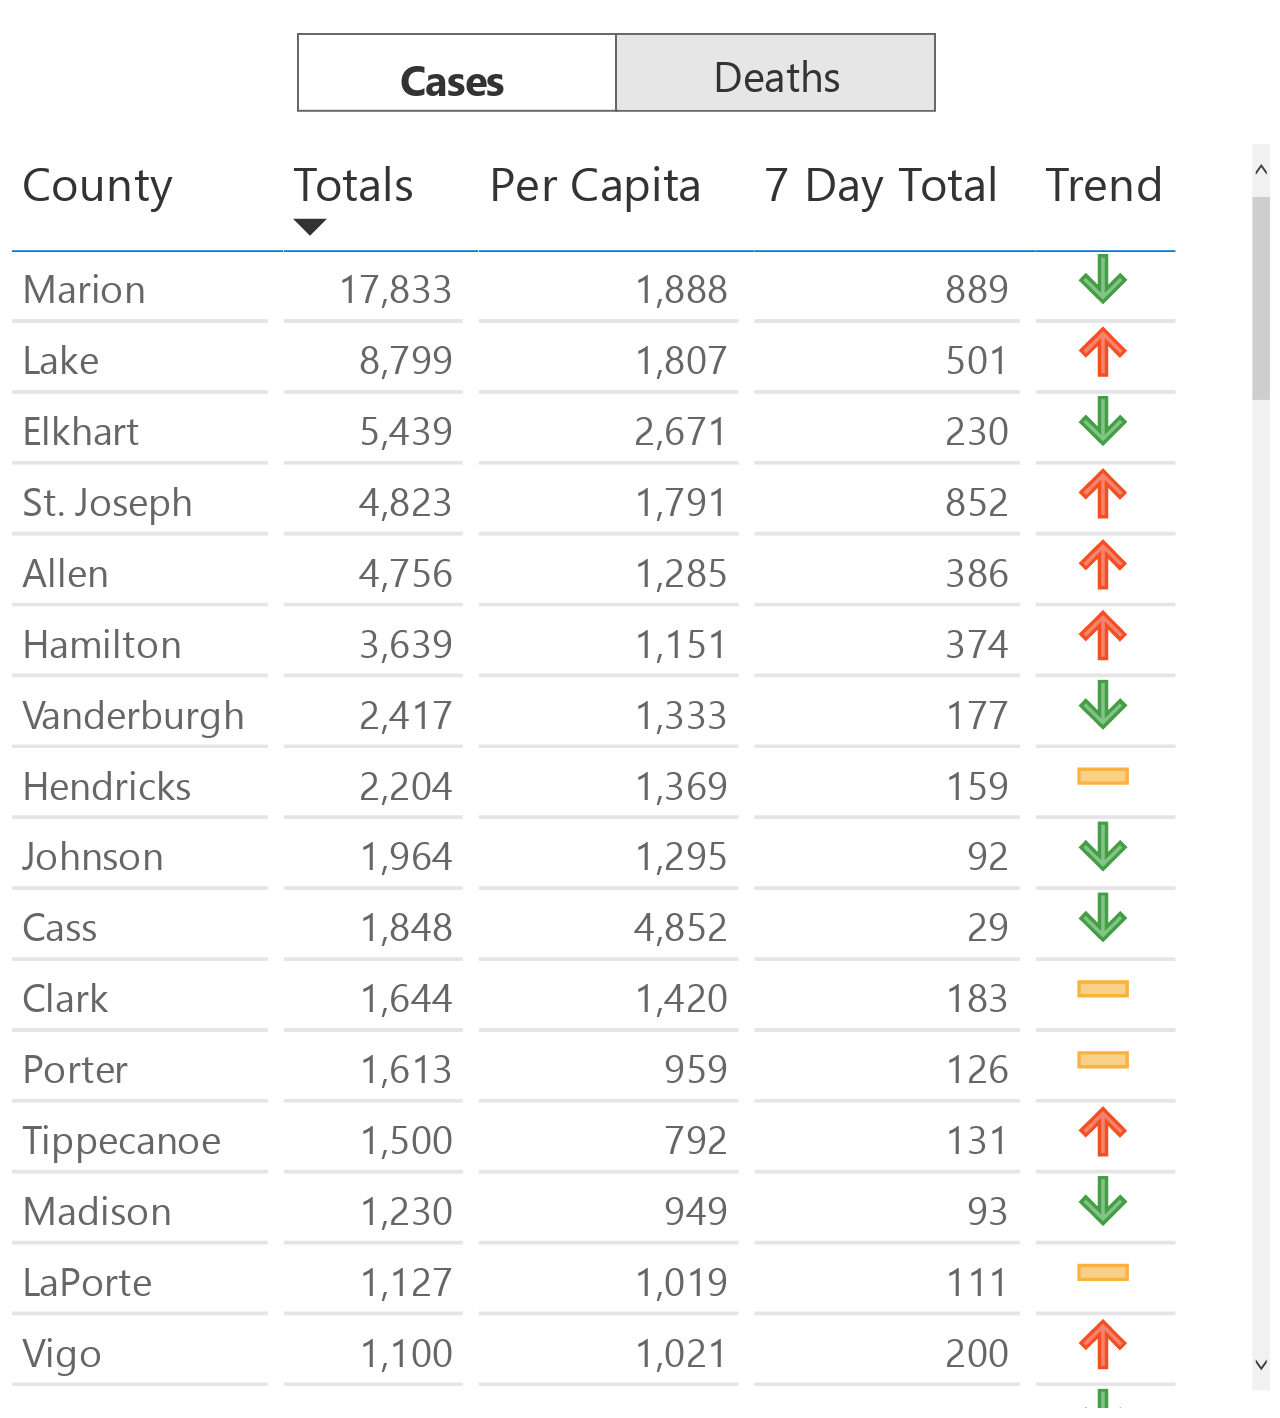 Cases Deaths
County Totals Per Capita 7 Day Total Trend
Marion 17,833 1,888 889
Lake 8,799 1,807 501
Elkhart 5,439 2,671 230
St. Joseph 4,823 1,791 852
Allen 4,756 1,285 386
Hamilton 3,639 1,151 374
Vanderburgh 2,417 1,333 177
Hendricks 2,204 1,369 159
Johnson 1,964 1,295 92
Cass 1,848 4,852 29
Clark 1,644 1,420 183
Porter 1,613 959 126
Tippecanoe 1,500 792 131
Madison 1,230 949 93
LaPorte 1,127 1,019 111
Vigo 1,100 1,021 200